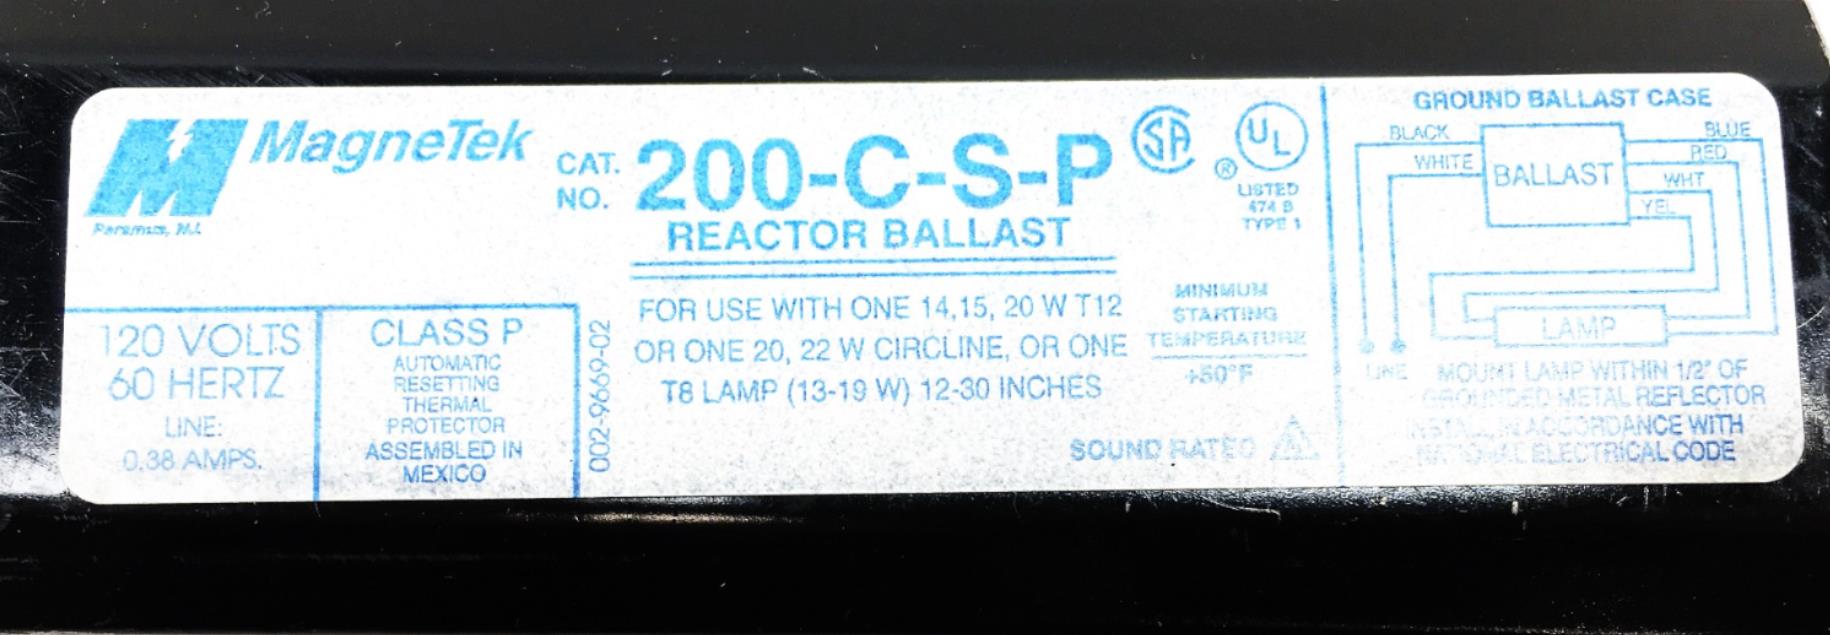 MagneTek
Paramus, N.J.
CAT.
NO.
200-C-S-P
REACTOR BALLAST
SA
UL
®
LISTED
474 B
TYPE 1
120 VOLTS
60 HERTZ
LINE:
0.38 AMPS.
CLASS P
AUTOMATIC
RESETTING
THERMAL
PROTECTOR
ASSEMBLED IN
MEXICO
002-9669-02
FOR USE WITH ONE 14,15, 20 W T12
OR ONE 20, 22 W CIRCLINE, OR ONE
T8 LAMP (13-19 W) 12-30 INCHES
MINIMUM
STARTING
TEMPERATURE
+50°F
SOUND RATED A
GROUND BALLAST CASE
BLACK
WHITE
BALLAST
BLUE
RED
WHT
YEL
LAMP
LINE
MOUNT LAMP WITHIN 1/2" OF
GROUNDED METAL REFLECTOR
INSTALL IN ACCORDANCE WITH
NATIONAL ELECTRICAL CODE